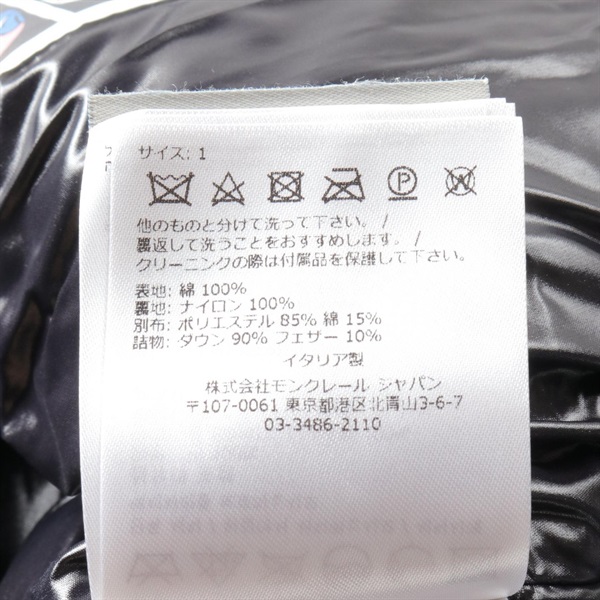 サイズ: 1
P
W
他のものと分けて洗って下さい。/
裏返して洗うことをおすすめします。/
クリーニングの際は付属品を保護して下さい。
表地: 綿 100%
裏地: ナイロン 100%
別布: ポリエステル 85% 綿 15%
詰物: ダウン 90% フェザー 10%
イタリア製
株式会社モンクレール ジャパン
〒107-0061 東京都港区北青山3-6-7
03-3486-2110